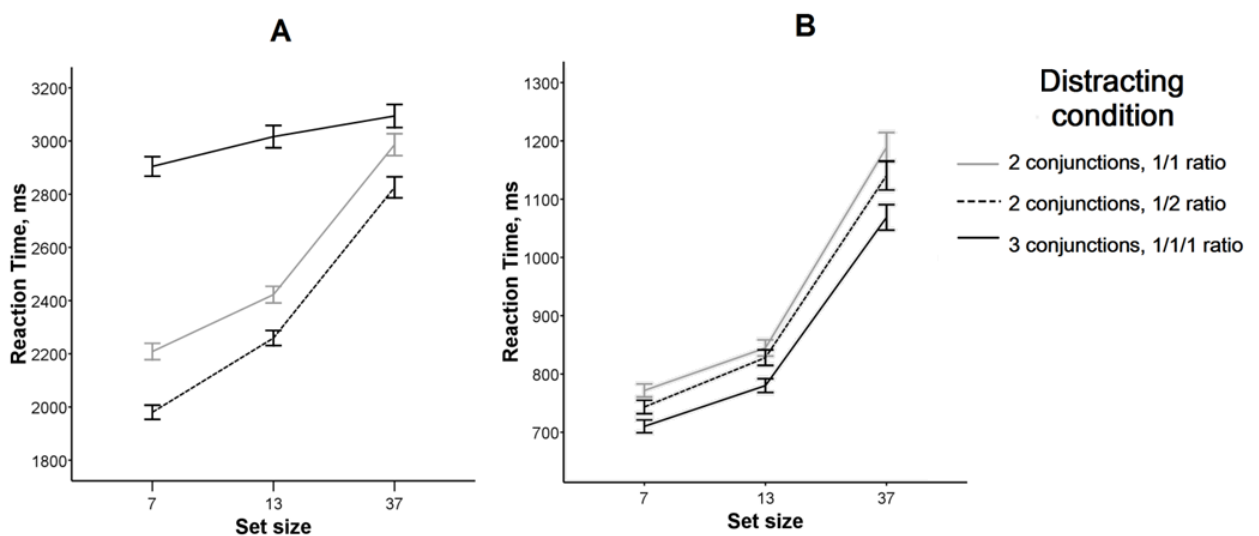 A
Reaction Time, ms
3200
3000
2800
2600
2400
2200
2000
1800
7
13
37
Set size
B
Reaction Time, ms
1300
1200
1100
1000
900
800
700
7
13
37
Set size
Distracting
condition
2 conjunctions, 1/1 ratio
2 conjunctions, 1/2 ratio
3 conjunctions, 1/1/1 ratio